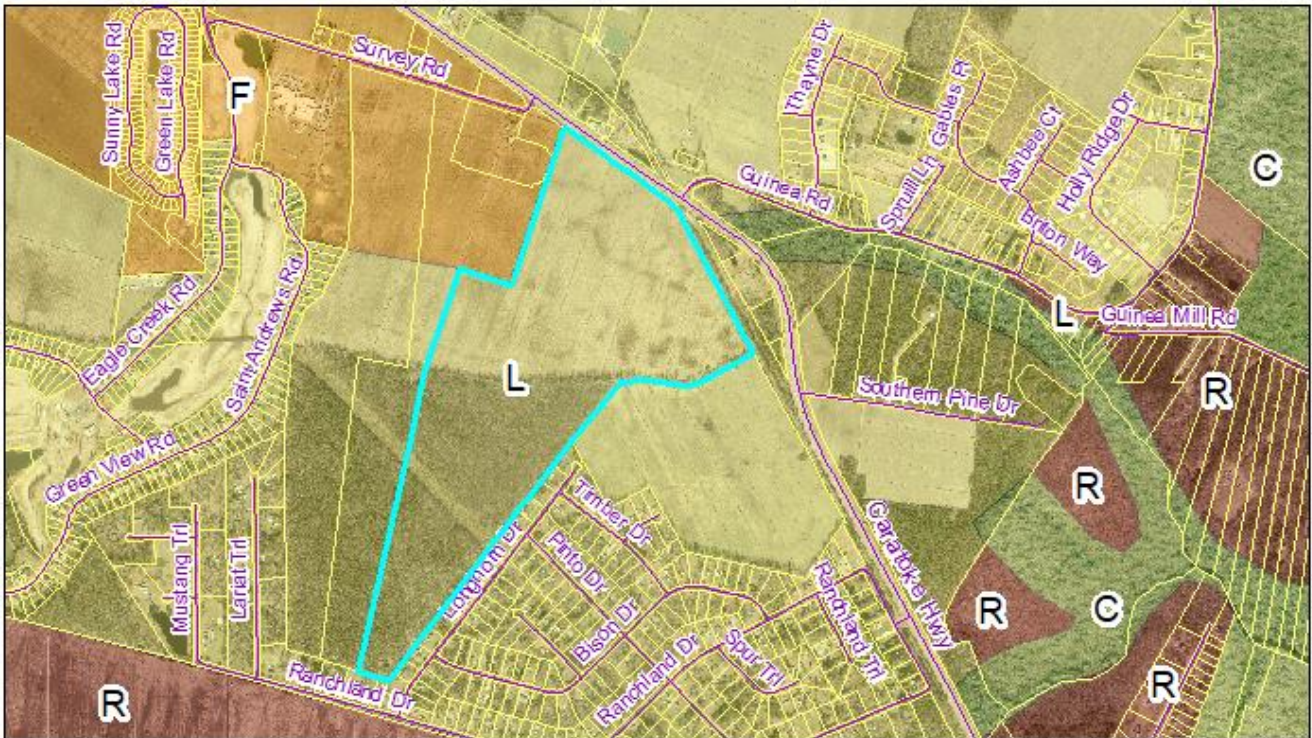 Sunny Lake Rd
Green Lake Rd
F
Survey Rd
Thayne Dr
Gables Pl
Ashbee Ct
Holly Ridge Dr
C
Guinea Rd
Spruill Ln
Briton Way
Eagle Creek Rd
Saint Andrews Rd
L
L
Guinea Mill Rd
Southern Pine Dr
R
Green View Rd
Mustang Trl
Lariat Trl
Longhorn Dr
Timber Dr
Pinto Dr
Bison Dr
Caratoke Hwy
R
R
C
Ranchland Trl
Ranchland Dr
Spur Trl
Ranchland Dr
R
R